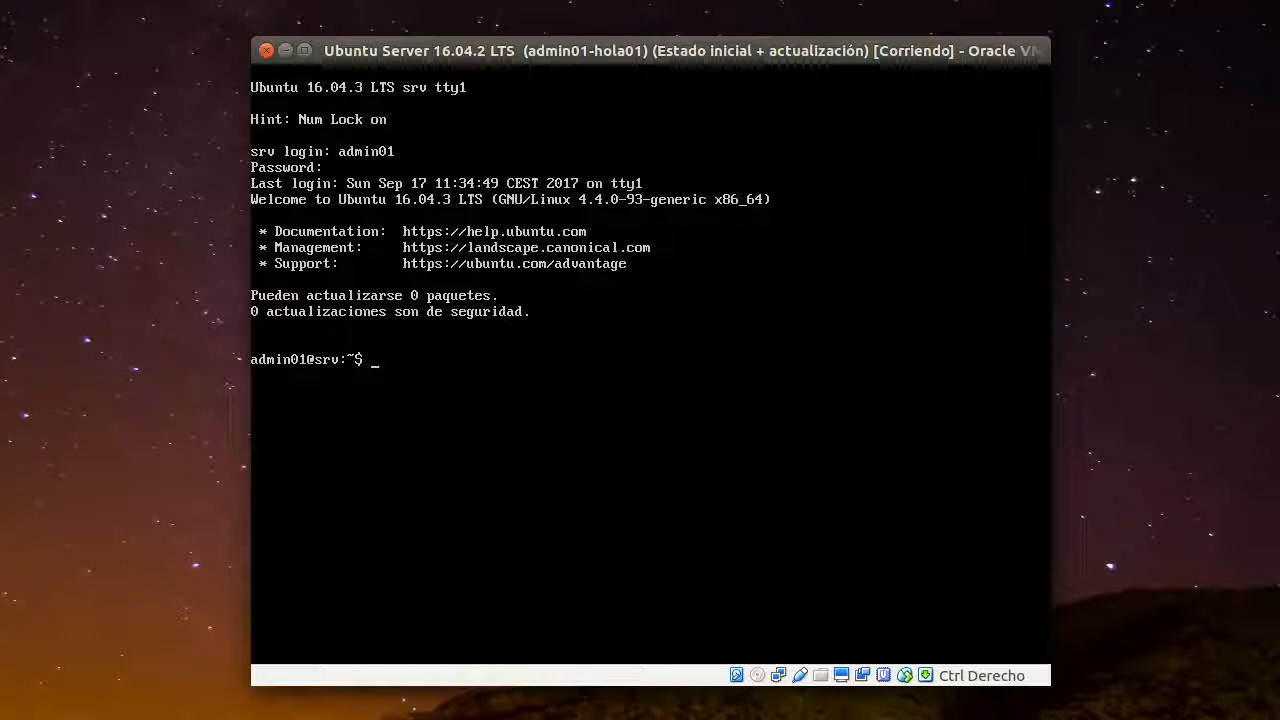 Ubuntu Server 16.04.2 LTS (admin01-hola01) (Estado inicial + actualización) [Corriendo] - Oracle VM
Ubuntu 16.04.3 LTS srv tty1
Hint: Num Lock on
srv login: admin01
Password:
Last login: Sun Sep 17 11:34:49 CEST 2017 on tty1
Welcome to Ubuntu 16.04.3 LTS (GNU/Linux 4.4.0-93-generic x86_64)
* Documentation: https://help.ubuntu.com
* Management: https://landscape.canonical.com
* Support: https://ubuntu.com/advantage
Pueden actualizarse 0 paquetes.
0 actualizaciones son de seguridad.
admin01@srv:~$ _
Ctrl Derecho